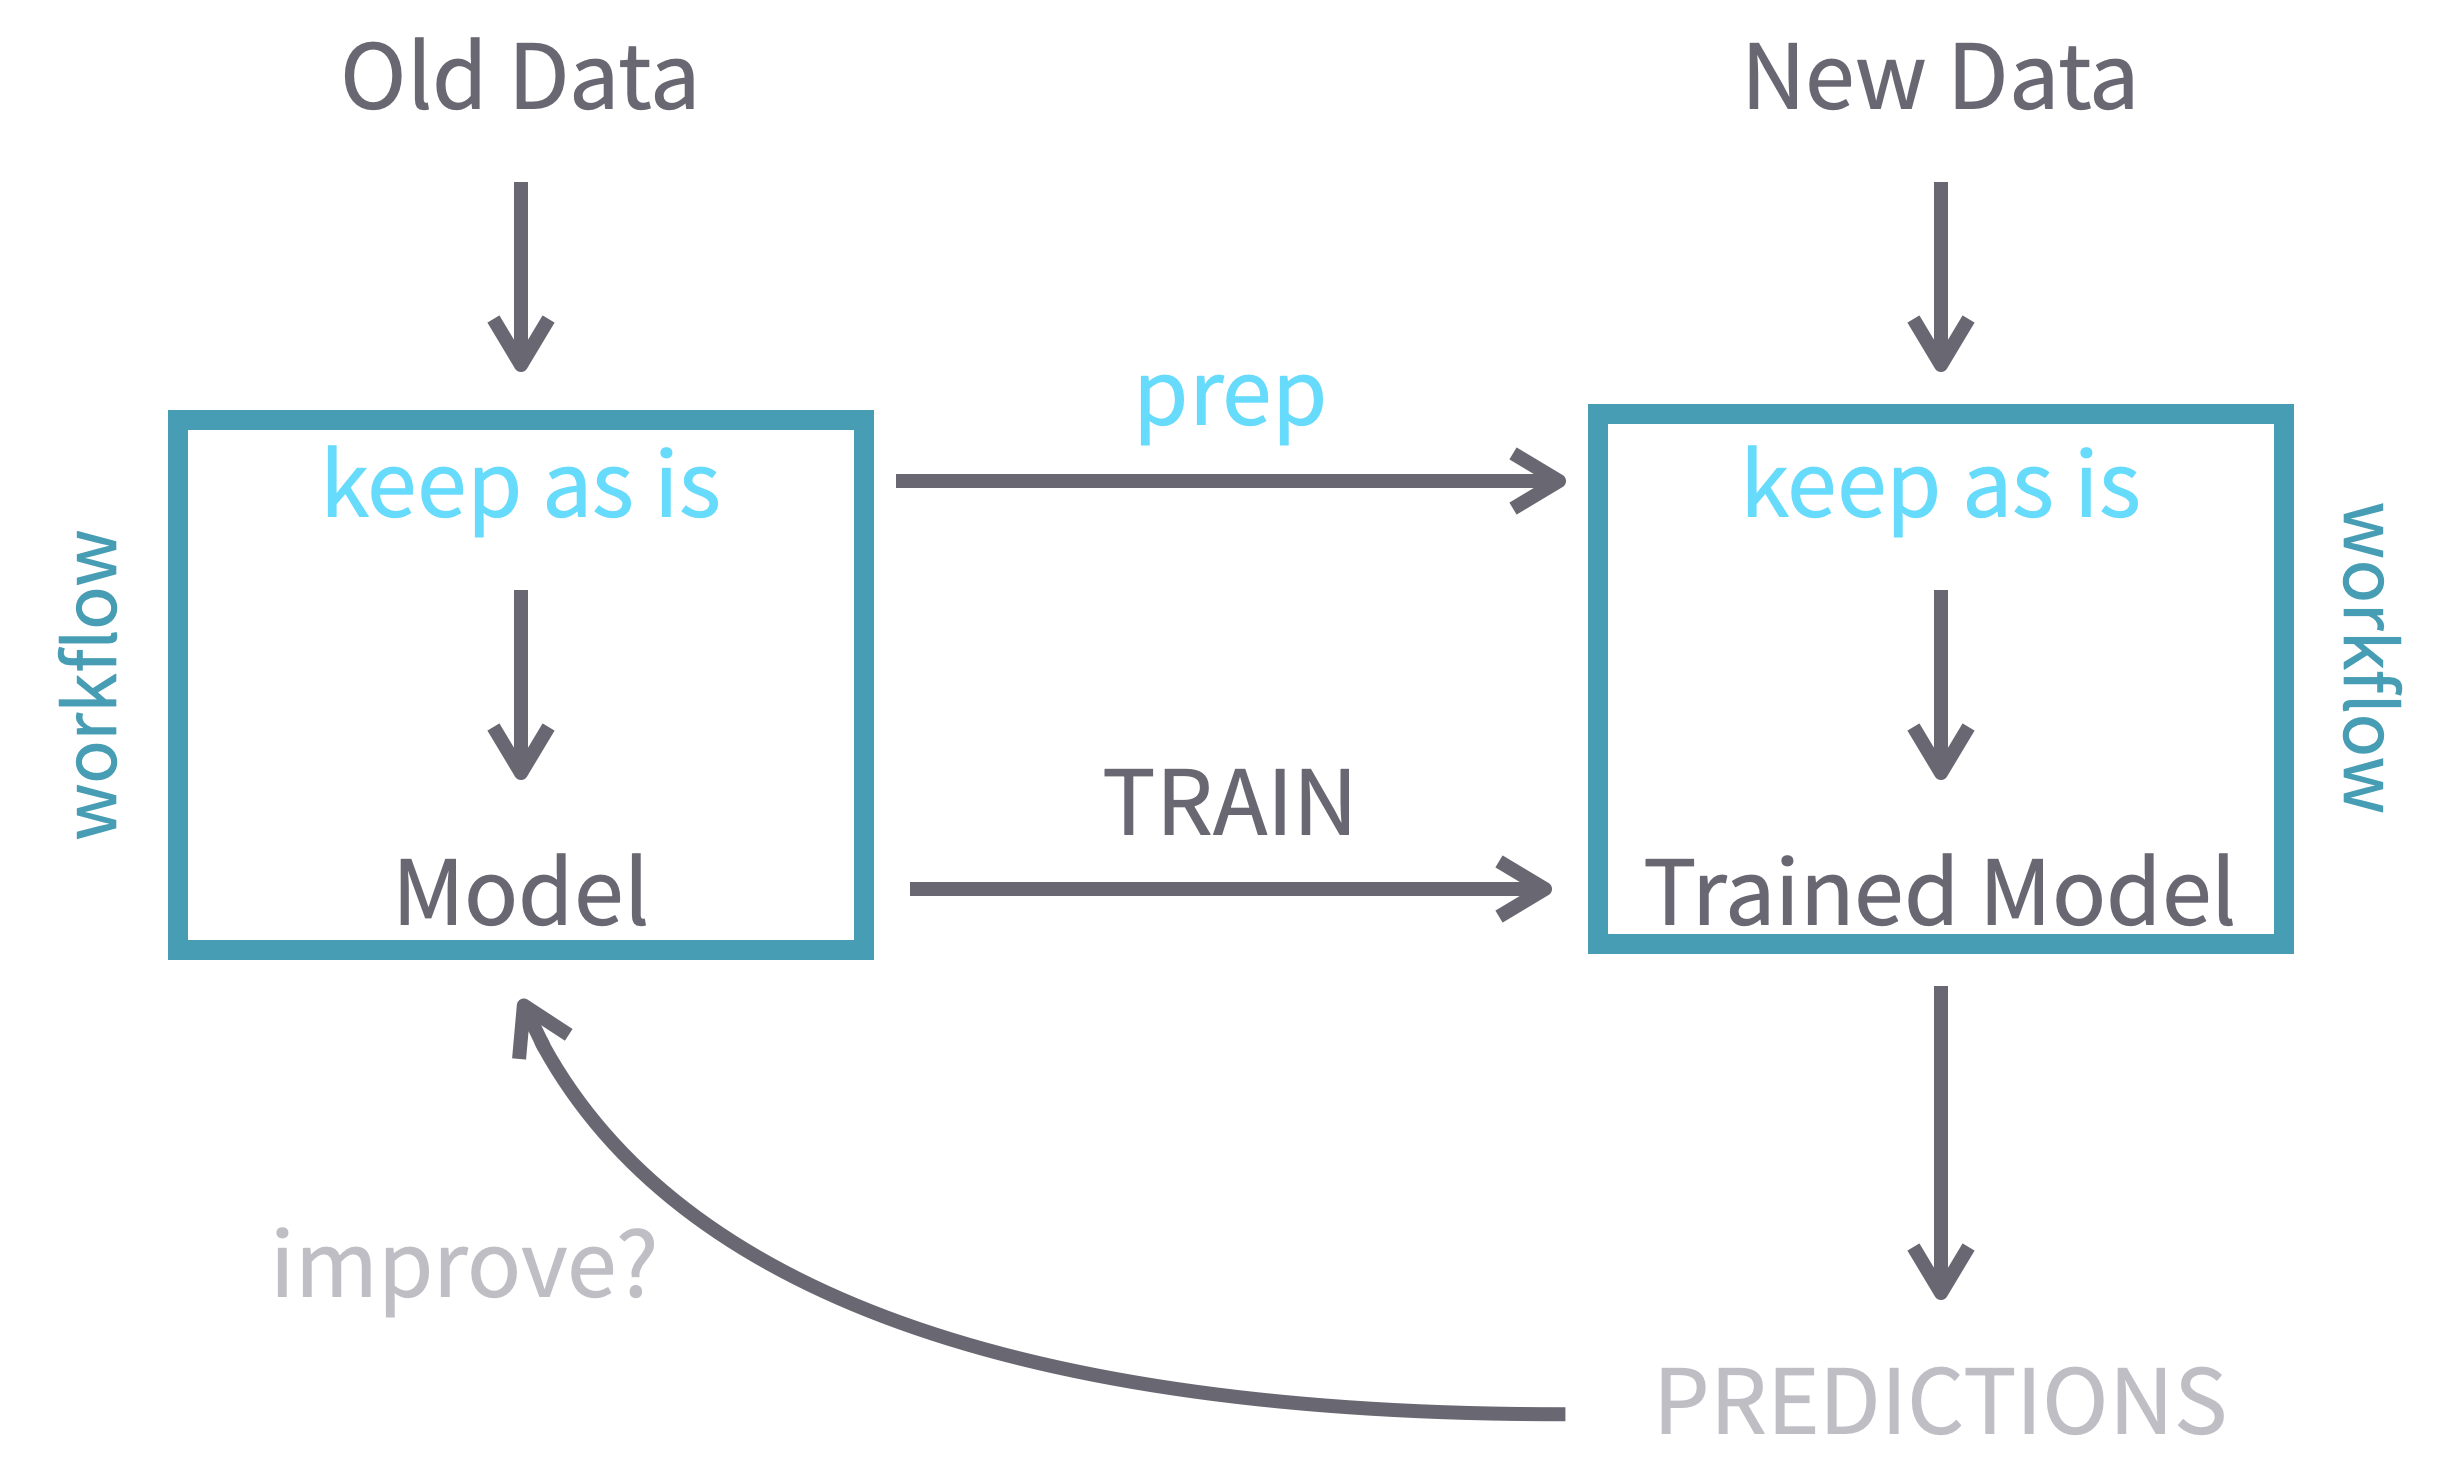 Old Data
New Data
prep
keep as is
keep as is
workflow
workflow
TRAIN
Model
Trained Model
improve?
PREDICTIONS